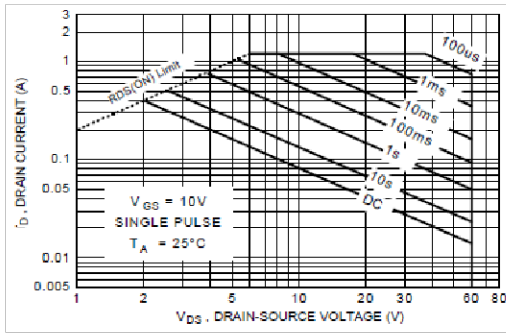 3
2
1
0.5
0.1
0.05
0.01
0.005
I D, DRAIN CURRENT (A)
RDS(ON) Limit
100us
1ms
10ms
100ms
1s
10s
DC
V GS = 10V
SINGLE PULSE
T A = 25°C
1 2 5 10 20 30 60 80
VDS , DRAIN-SOURCE VOLTAGE (V)